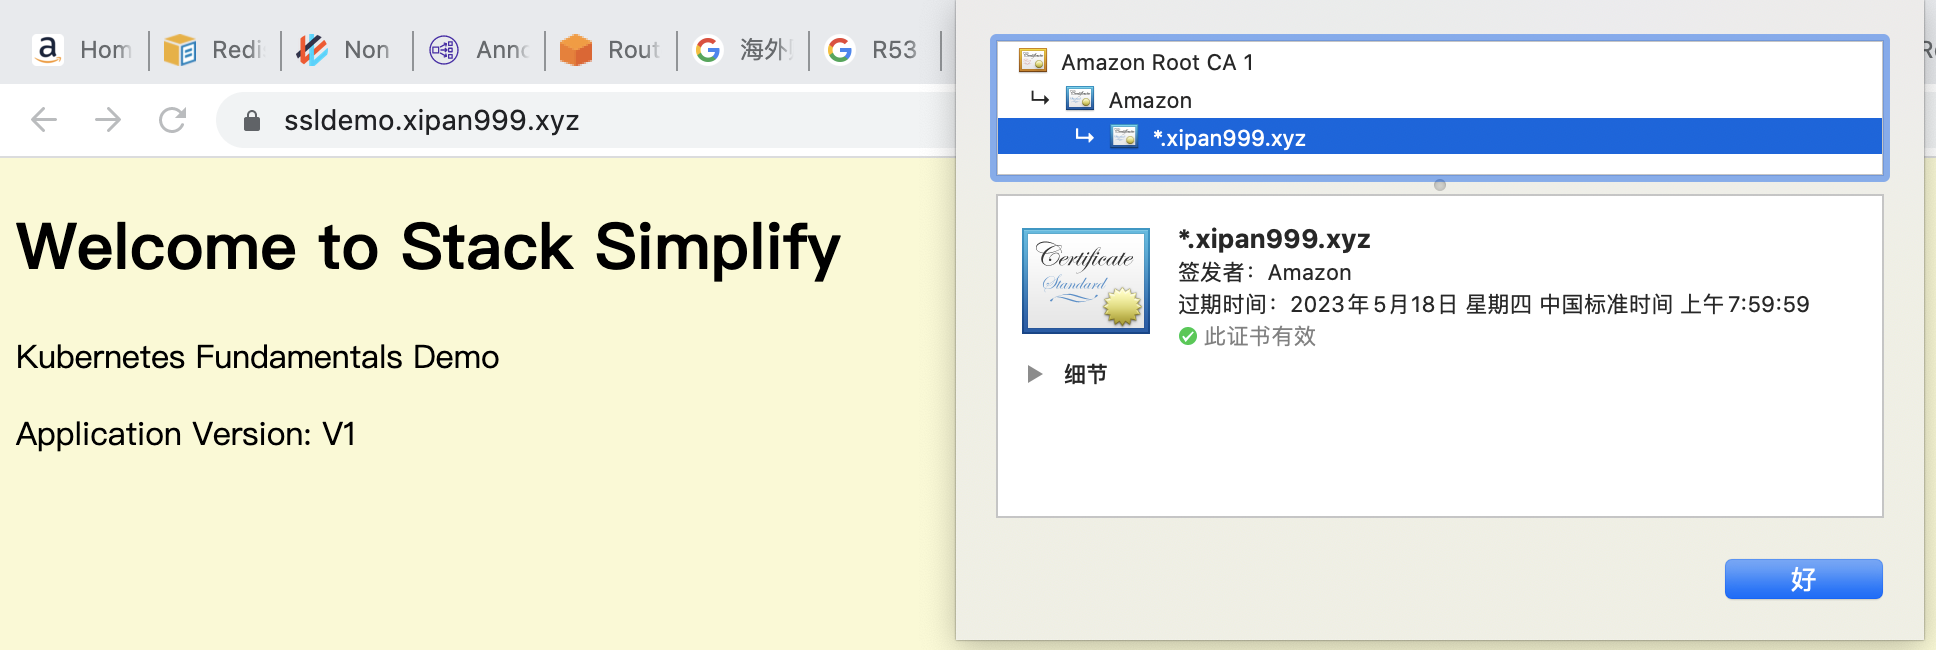 Hom
Redis
Non
Anno
Rout
海外
R53
ssldemo.xipan999.xyz
Welcome to Stack Simplify
Kubernetes Fundamentals Demo
Application Version: V1
Amazon Root CA 1
Amazon
*.xipan999.xyz
Certificate
Standard
*.xipan999.xyz
签发者：Amazon
过期时间：2023年5月18日 星期四 中国标准时间 上午7:59:59
此证书有效
细节
好